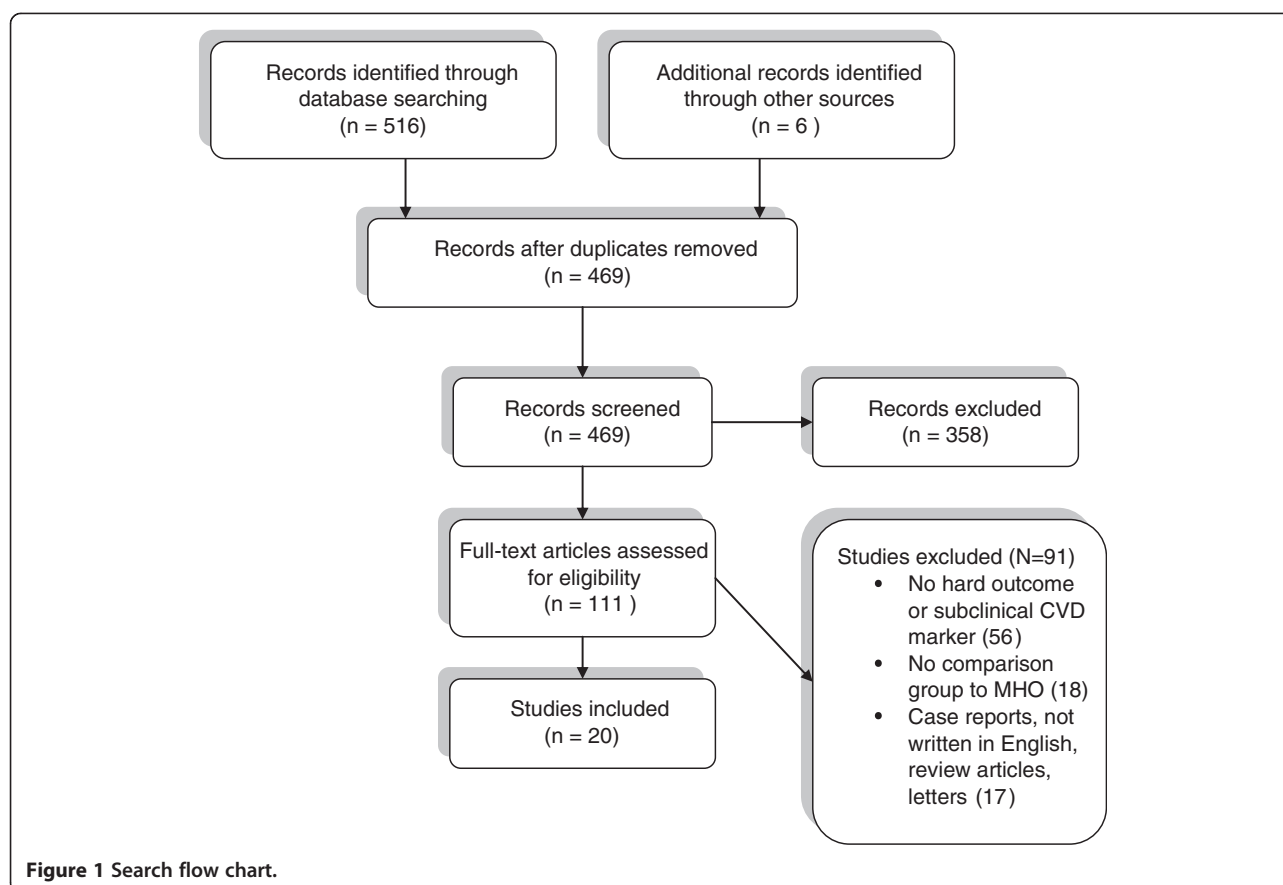 Records identified through
database searching
(n = 516)
Additional records identified
through other sources
(n = 6 )
Records after duplicates removed
(n = 469)
Records screened
(n = 469)
Records excluded
(n = 358)
Full-text articles assessed
for eligibility
(n = 111 )
Studies excluded (N=91)
• No hard outcome
or subclinical CVD
marker (56)
• No comparison
group to MHO (18)
• Case reports, not
written in English,
review articles,
letters (17)
Studies included
(n = 20)
Figure 1 Search flow chart.